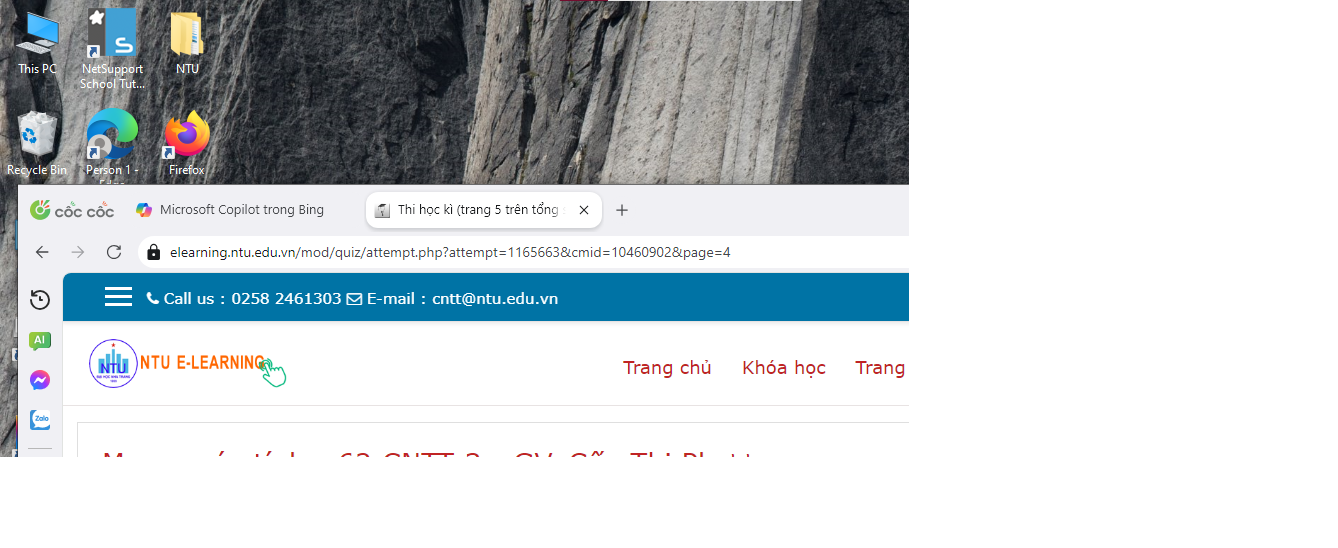 This PC
NetSupport School Tut...
NTU
Recycle Bin
Person 1 -
Firefox
cốc cốc
Microsoft Copilot trong Bing
Thi học kì (trang 5 trên tổng
elearning.ntu.edu.vn/mod/quiz/attempt.php?attempt=1165663&cmid=10460902&page=4
Call us : 0258 2461303 E-mail : cntt@ntu.edu.vn
AI
NTU
NTU E-LEARNING
Trang chủ Khóa học Trang
Zalo